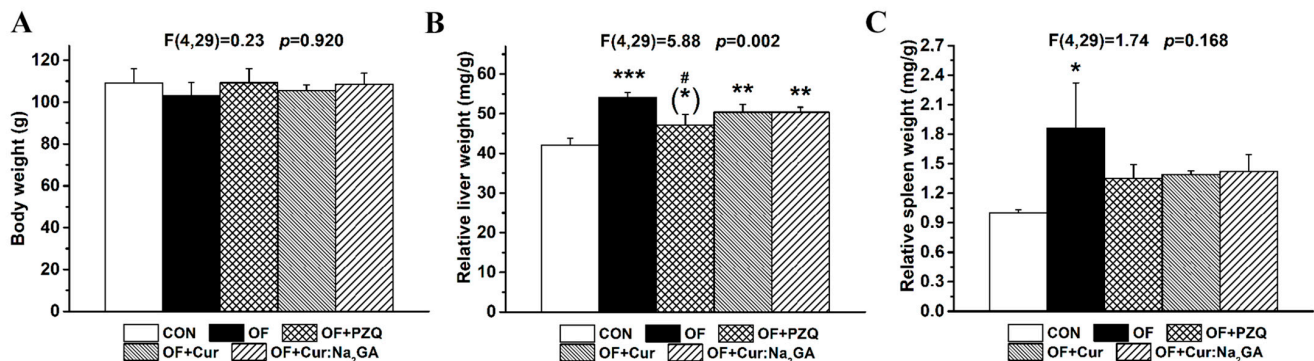 A
F(4,29)=0.23 p=0.920
Body weight (g)
120
100
80
60
40
20
0
CON OF OF+PZQ
OF+Cur OF+Cur:Na₂GA
B
F(4,29)=5.88 p=0.002
Relative liver weight (mg/g)
60
50
40
30
20
10
0
***
#
(*)
**
**
CON OF OF+PZQ
OF+Cur OF+Cur:Na₂GA
C
F(4,29)=1.74 p=0.168
Relative spleen weight (mg/g)
2.7
2.4
2.1
1.8
1.5
1.2
0.9
0.6
0.3
0.0
*
CON OF OF+PZQ
OF+Cur OF+Cur:Na₂GA